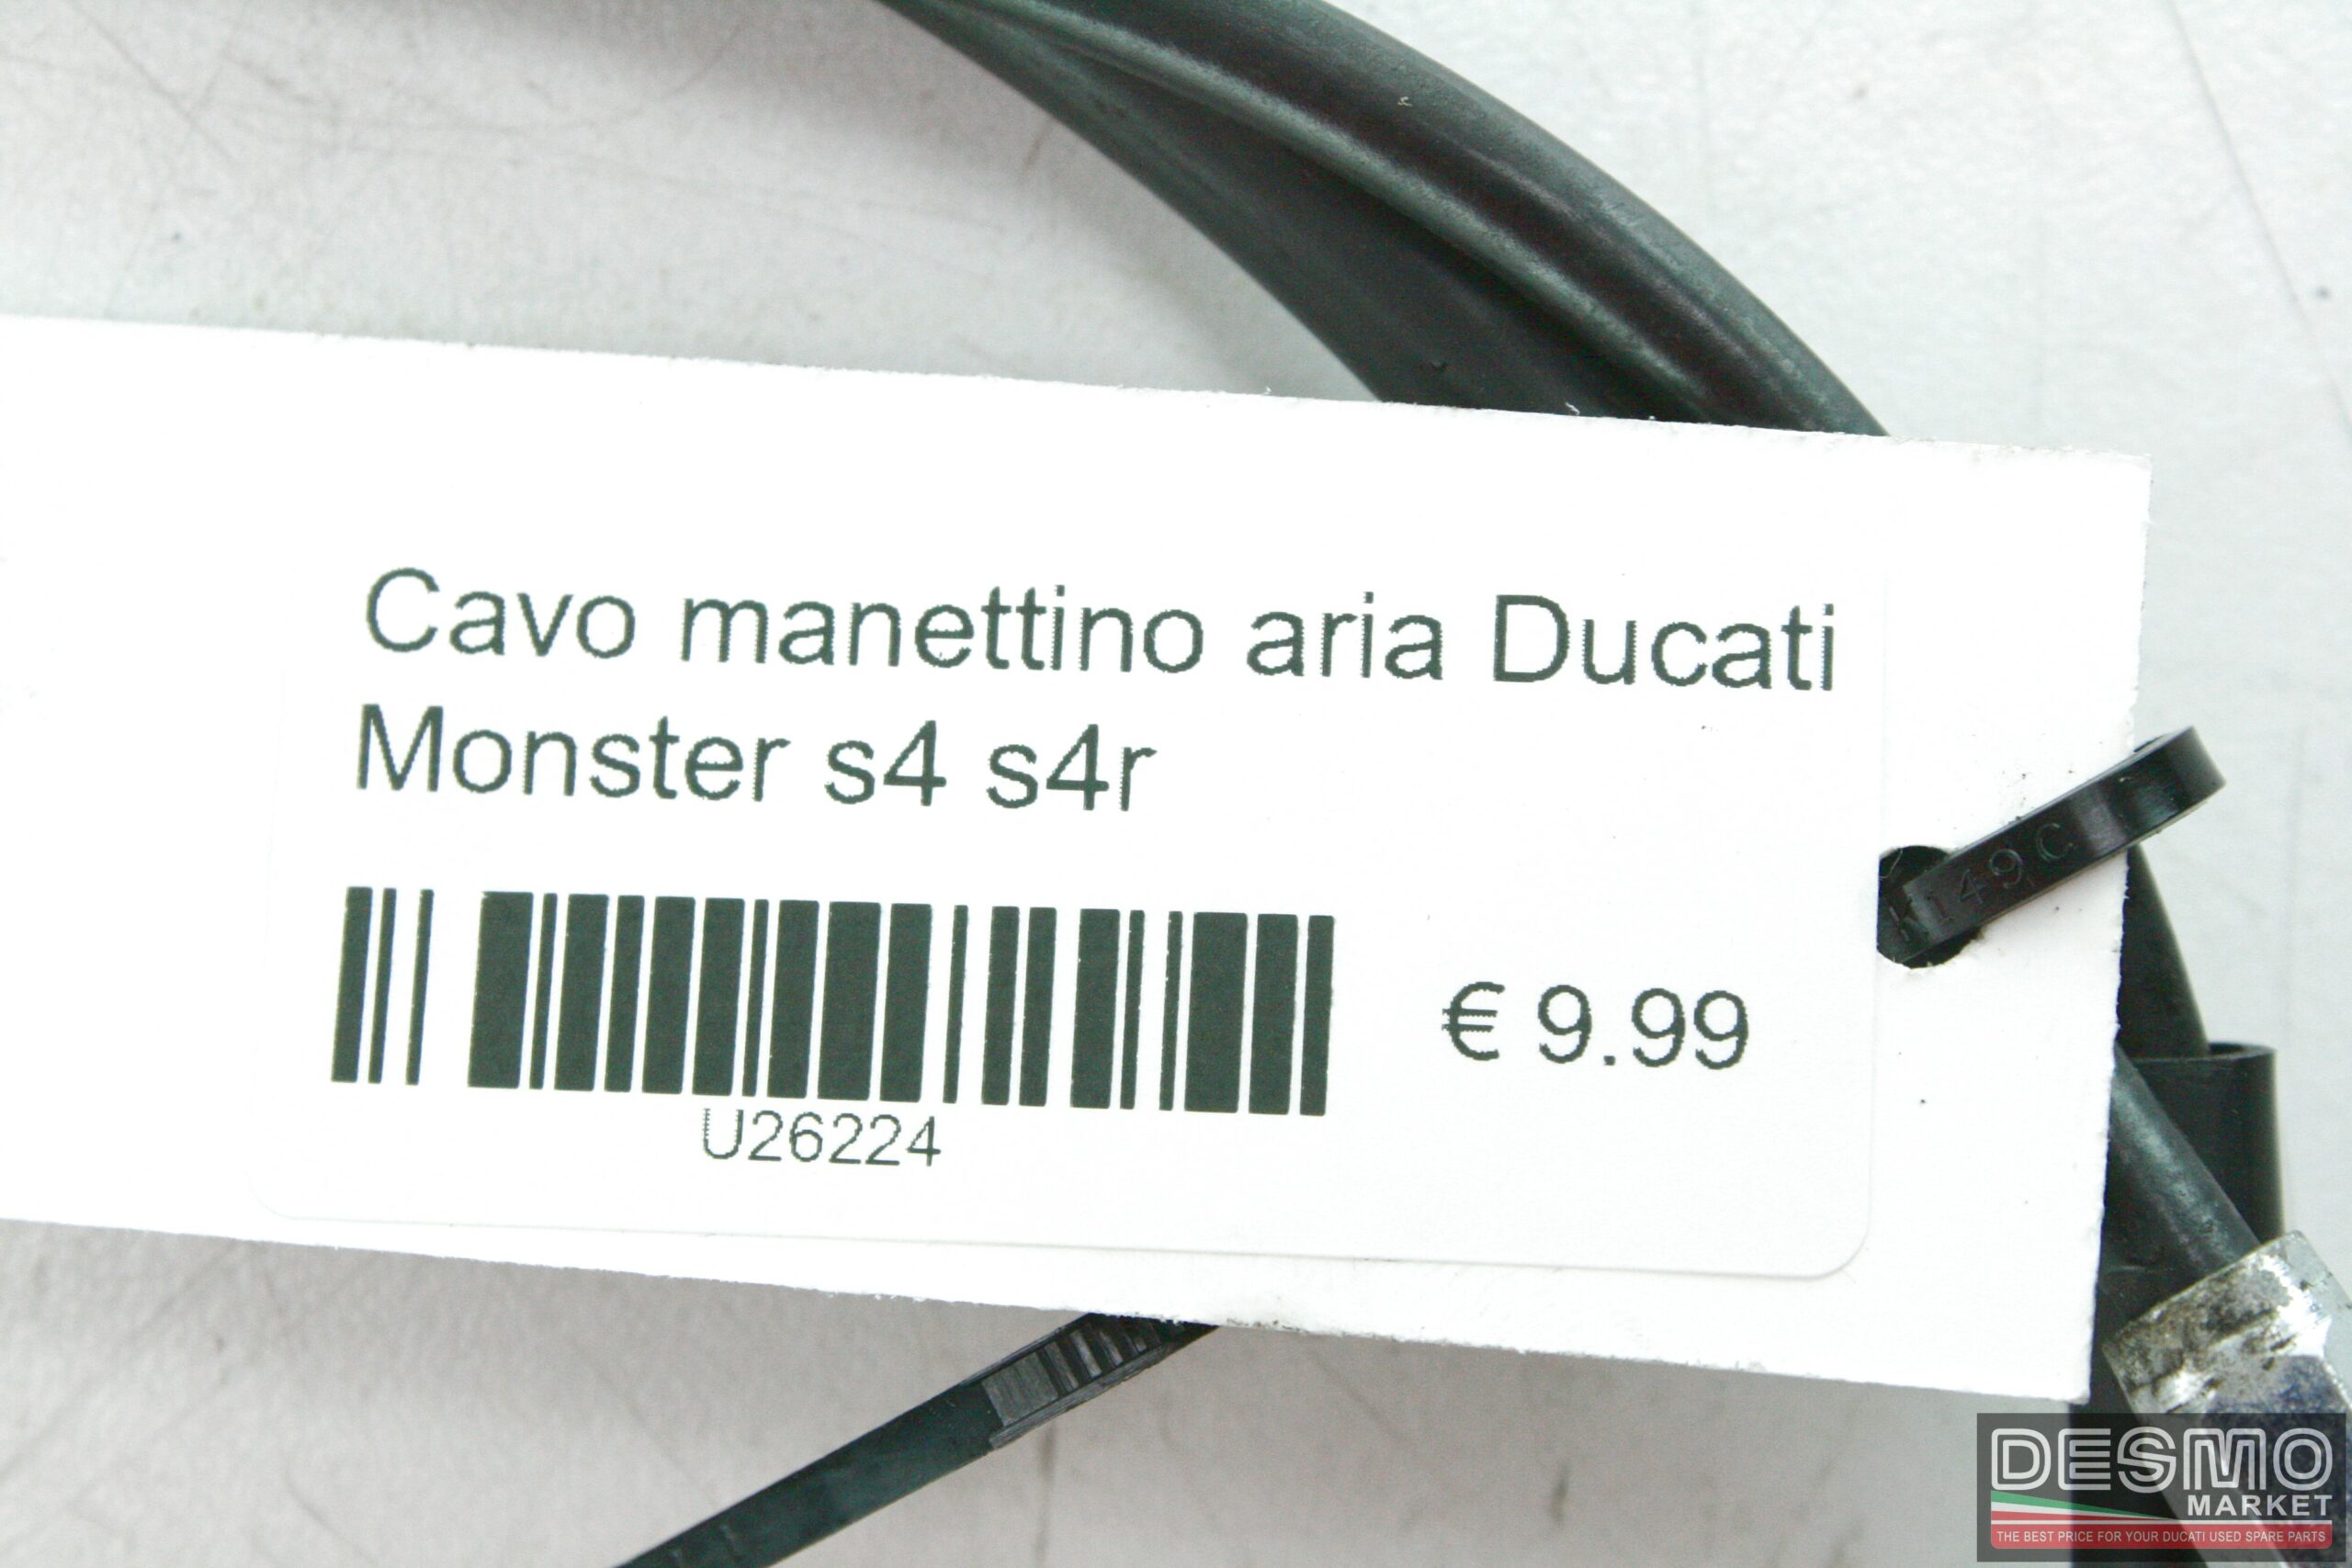 Cavo manettino aria Ducati
Monster s4 s4r
€ 9.99
U26224
DESMO
MARKET
THE BEST PRICE FOR YOUR DUCATI USED SPARE PARTS